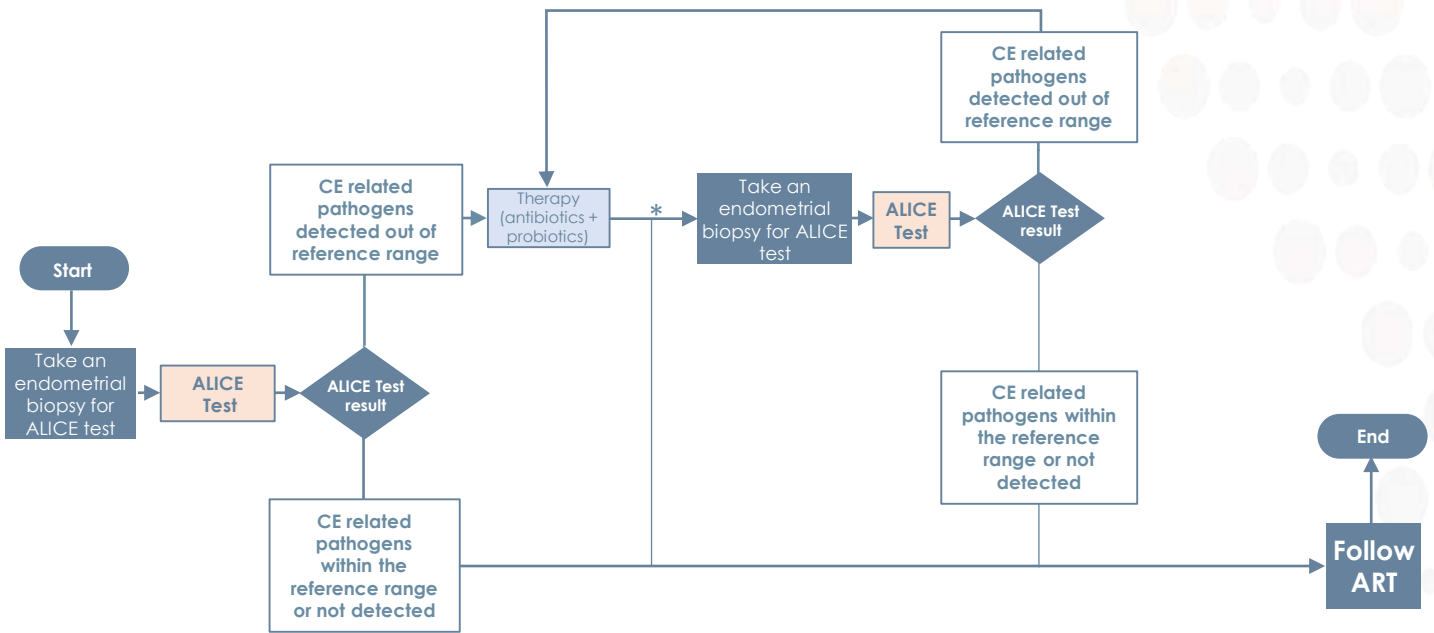 Start
Take an
endometrial
biopsy for
ALICE test
ALICE
Test
ALICE Test
result
CE related
pathogens
detected out of
reference range
CE related
pathogens
within the
reference range
or not detected
Therapy
(antibiotics +
probiotics)
*
Take an
endometrial
biopsy for ALICE
test
ALICE
Test
ALICE Test
result
CE related
pathogens
detected out of
reference range
CE related
pathogens within
the reference
range or not
detected
Follow
ART
End